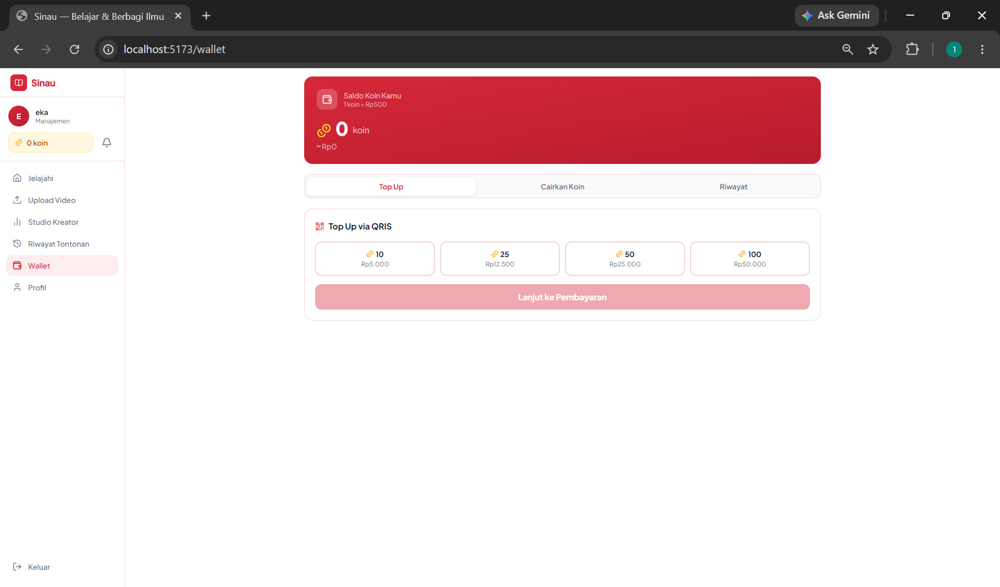 Sinau — Belajar & Berbagi Ilmu
Ask Gemini
localhost:5173/wallet
1
Sinau
E
eka
Manajemen
0 koin
Jelajahi
Upload Video
Studio Kreator
Riwayat Tontonan
Wallet
Profil
Keluar
Saldo Koin Kamu
1 koin = Rp500
0 koin
≈ Rp0
Top Up
Cairkan Koin
Riwayat
Top Up via QRIS
10
Rp5.000
25
Rp12.500
50
Rp25.000
100
Rp50.000
Lanjut ke Pembayaran